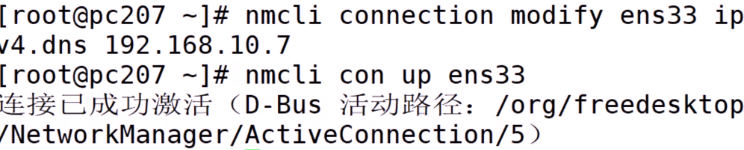 [root@pc207 ~]# nmcli connection modify ens33 ip
v4.dns 192.168.10.7
[root@pc207 ~]# nmcli con up ens33
连接已成功激活（D-Bus 活动路径：/org/freedesktop
/NetworkManager/ActiveConnection/5）